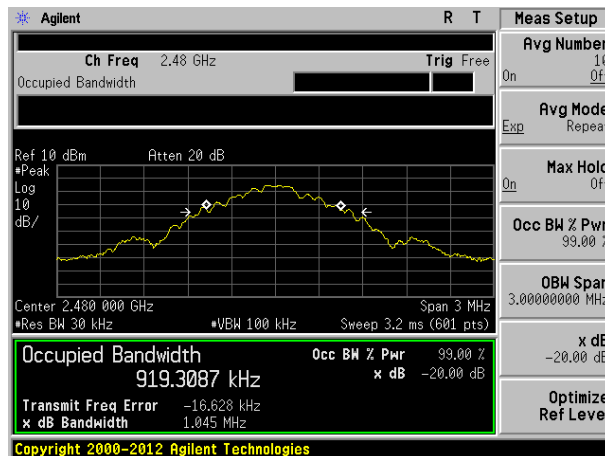 Agilent R T
Meas Setup
Ch Freq 2.48 GHz Trig Free
Occupied Bandwidth
Avg Number
10
On Of
Avg Mode
Exp Repea
Max Hold
On Of
Occ BW % Pwr
99.00 %
OBW Span
3.00000000 MHz
x dB
-20.00 dB
Optimize
Ref Leve
Ref 10 dBm Atten 20 dB
#Peak
Log
10
dB/
Center 2.480 000 GHz Span 3 MHz
#Res BW 30 kHz #VBW 100 kHz Sweep 3.2 ms (601 pts)
Occupied Bandwidth Occ BW % Pwr 99.00 %
919.3087 kHz x dB -20.00 dB
Transmit Freq Error -16.628 kHz
x dB Bandwidth 1.045 MHz
Copyright 2000-2012 Agilent Technologies